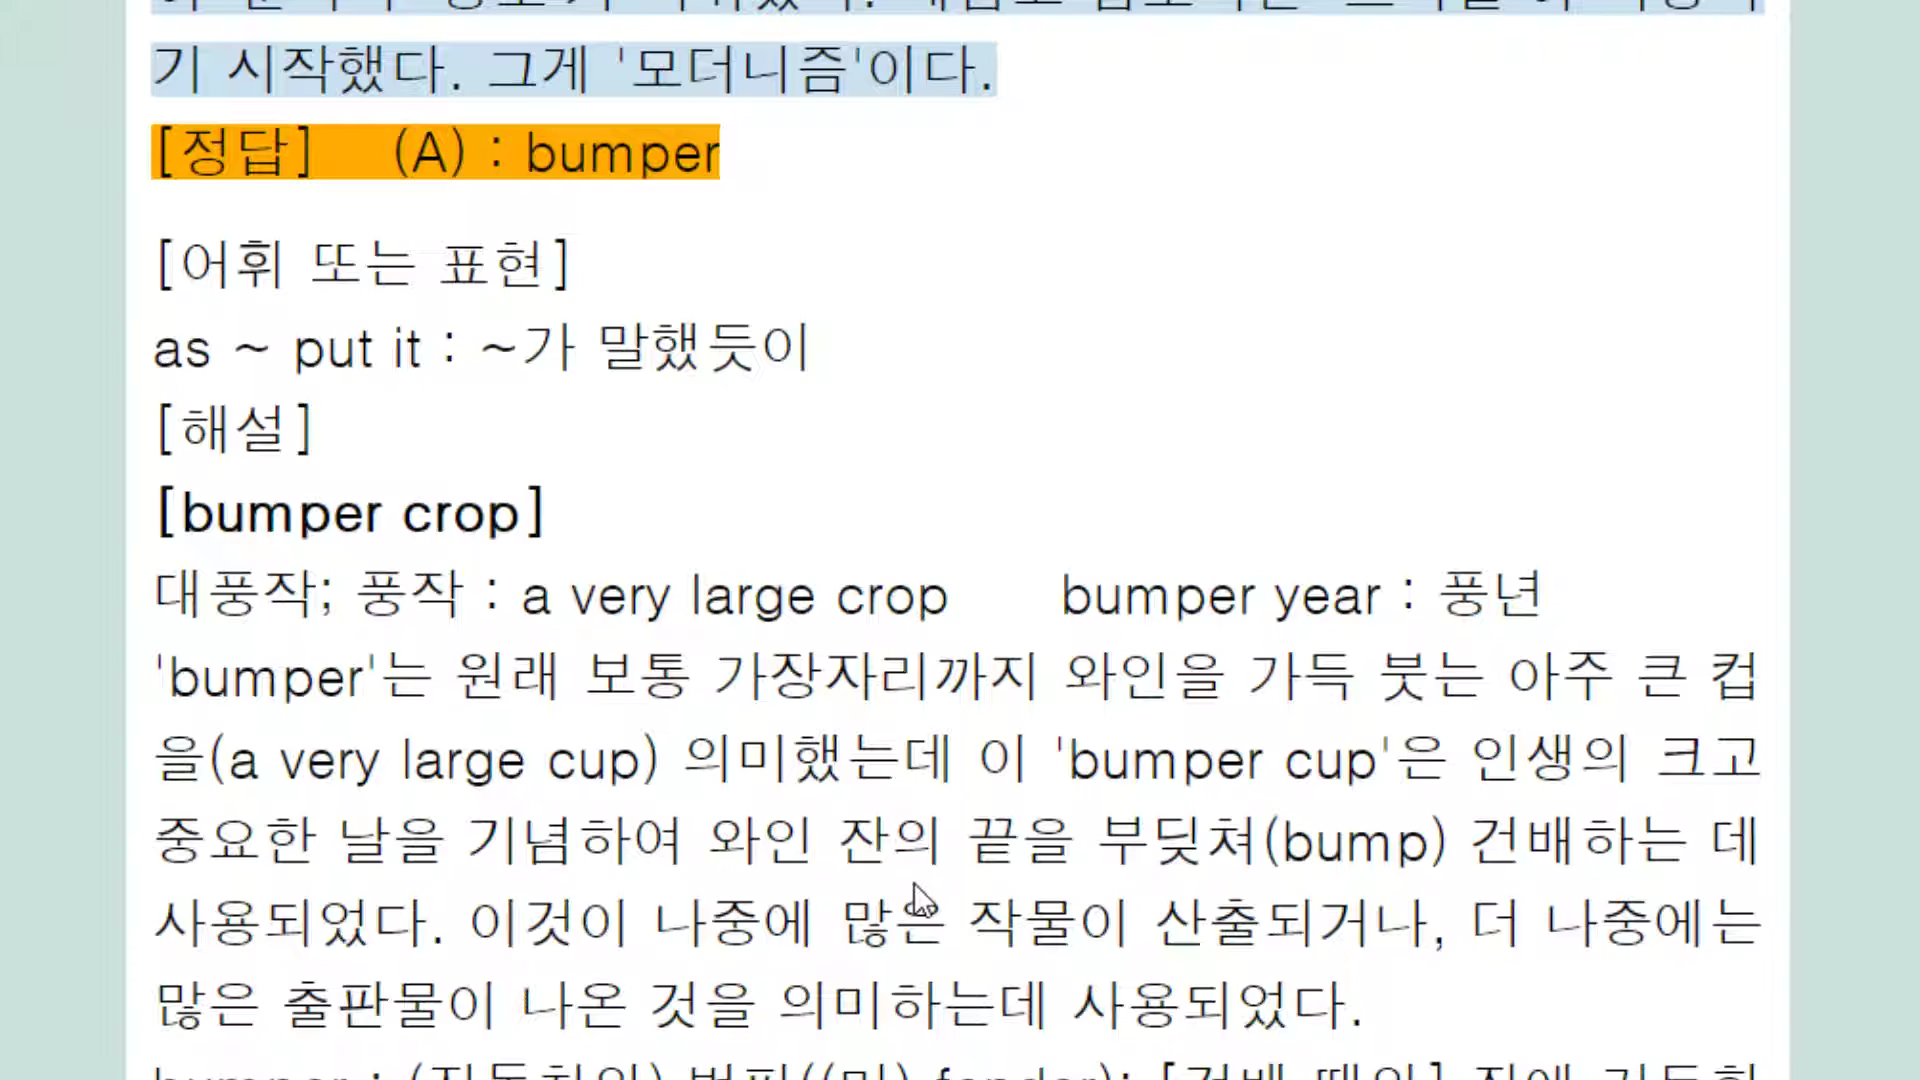 기 시작했다. 그게 '모더니즘'이다.
[정답] (A) : bumper
[어휘 또는 표현]
as ~ put it : ~가 말했듯이
[해설]
[bumper crop]
대풍작; 풍작 : a very large crop bumper year : 풍년
'bumper'는 원래 보통 가장자리까지 와인을 가득 붓는 아주 큰 컵
을(a very large cup) 의미했는데 이 'bumper cup'은 인생의 크고
중요한 날을 기념하여 와인 잔의 끝을 부딪쳐(bump) 건배하는 데
사용되었다. 이것이 나중에 많은 작물이 산출되거나, 더 나중에는
많은 출판물이 나온 것을 의미하는데 사용되었다.